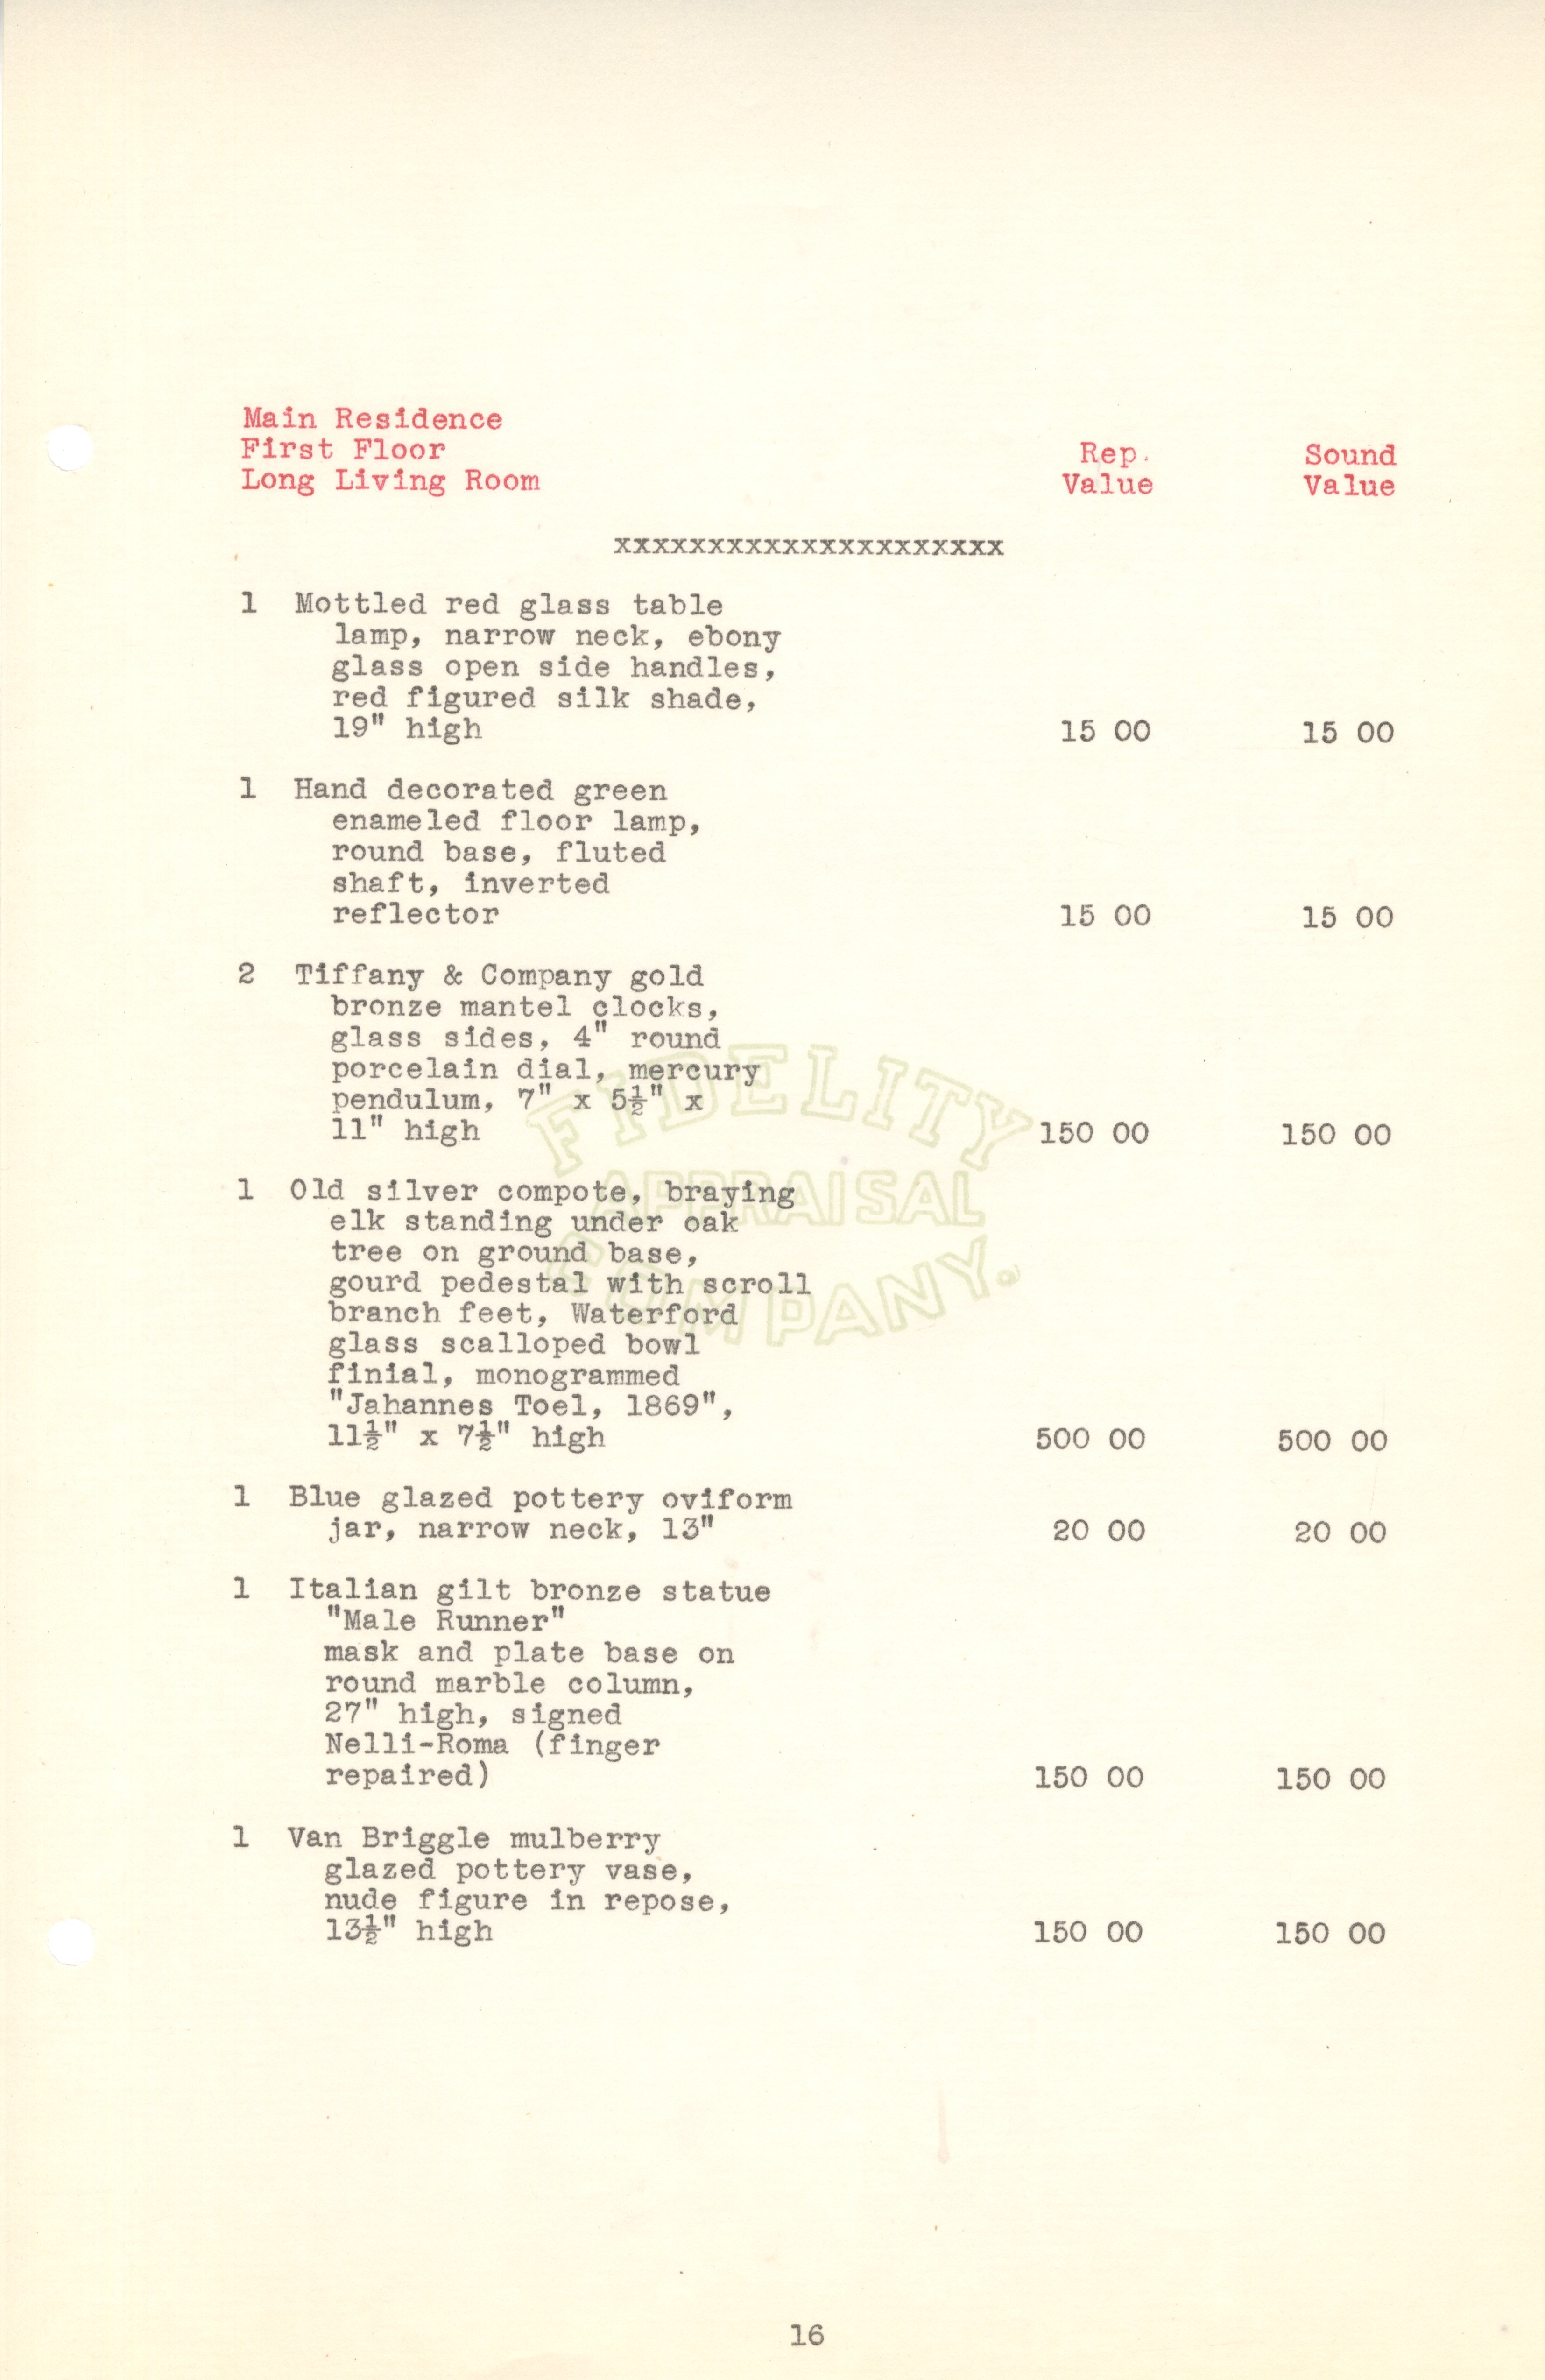 Main Residence
First Floor
Long Living Room
Rep. Sound
Value Value
xxxxxxxxxxxxxxxxxxxxx
1 Mottled red glass table
lamp, narrow neck, ebony
glass open side handles,
red figured silk shade,
19" high 15 00 15 00
1 Hand decorated green
enameled floor lamp,
round base, fluted
shaft, inverted
reflector 15 00 15 00
2 Tiffany & Company gold
bronze mantel clocks,
glass sides, 4" round
porcelain dial, mercury
pendulum, 7" x 5½" x
11" high 150 00 150 00
1 Old silver compote, braying
elk standing under oak
tree on ground base,
gourd pedestal with scroll
branch feet, Waterford
glass scalloped bowl
finial, monogrammed
"Jahannes Toel, 1869",
11½" x 7½" high 500 00 500 00
1 Blue glazed pottery oviform
jar, narrow neck, 13" 20 00 20 00
1 Italian gilt bronze statue
"Male Runner"
mask and plate base on
round marble column,
27" high, signed
Nelli-Roma (finger
repaired) 150 00 150 00
1 Van Briggle mulberry
glazed pottery vase,
nude figure in repose,
13½" high 150 00 150 00
FIDELITY
APPRAISAL
COMPANY.
16